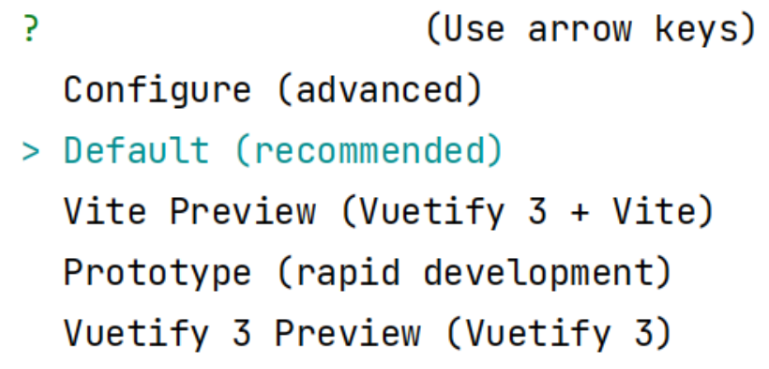 ? (Use arrow keys)
Configure (advanced)
> Default (recommended)
Vite Preview (Vuetify 3 + Vite)
Prototype (rapid development)
Vuetify 3 Preview (Vuetify 3)